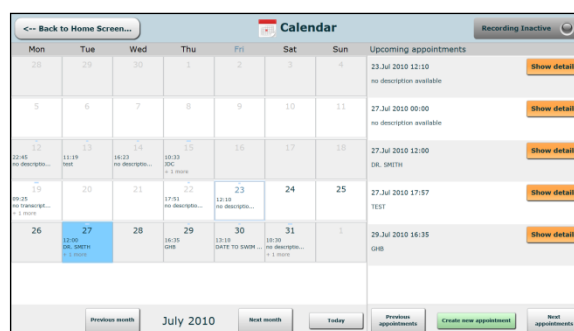 <-- Back to Home Screen...
Calendar
Recording Inactive
Mon Tue Wed Thu Fri Sat Sun
Upcoming appointments
28 29 30 1 2 3 4
23.Jul 2010 12:10
Show detail
no description available
5 6 7 8 9 10 11
27.Jul 2010 00:00
Show detail
no description available
12 13 14 15 16 17 18
22:45 11:19 16:23 10:33
no descriptio... test no descriptio... IDC
+ 1 more
27.Jul 2010 12:00
Show detail
DR. SMITH
19 20 21 22 23 24 25
09:25 17:51 12:10
no transcript... no descriptio... no descriptio...
+ 1 more
27.Jul 2010 17:57
Show detail
TEST
26 27 28 29 30 31 1
12:00 16:35 13:10 10:30
DR. SMITH GHB DATE TO SWIM ... no descriptio...
+ 1 more + 1 more
29.Jul 2010 16:35
Show detail
GHB
Previous month
July 2010
Next month
Today
Previous appointments
Create new appointment
Next appointments